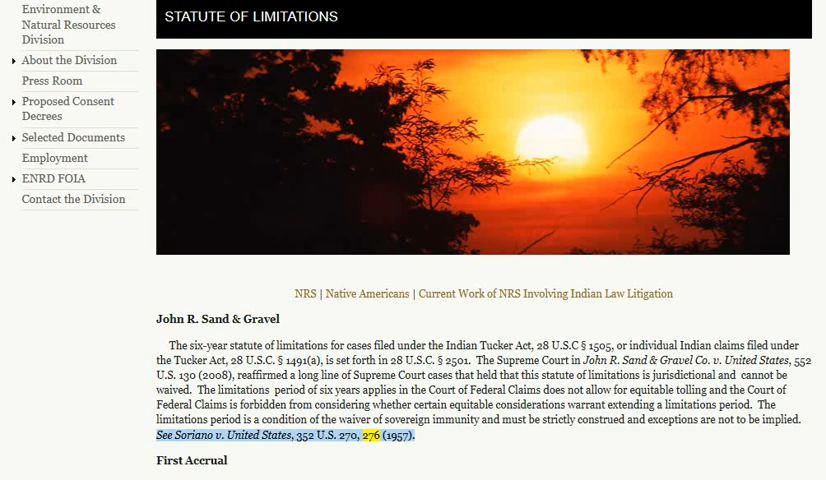 Environment &
Natural Resources
Division
About the Division
Press Room
Proposed Consent
Decrees
Selected Documents
Employment
ENRD FOIA
Contact the Division
STATUTE OF LIMITATIONS
NRS | Native Americans | Current Work of NRS Involving Indian Law Litigation
John R. Sand & Gravel
The six-year statute of limitations for cases filed under the Indian Tucker Act, 28 U.S.C § 1505, or individual Indian claims filed under
the Tucker Act, 28 U.S.C. § 1491(a), is set forth in 28 U.S.C. § 2501. The Supreme Court in John R. Sand & Gravel Co. v. United States, 552
U.S. 130 (2008), reaffirmed a long line of Supreme Court cases that held that this statute of limitations is jurisdictional and cannot be
waived. The limitations period of six years applies in the Court of Federal Claims does not allow for equitable tolling and the Court of
Federal Claims is forbidden from considering whether certain equitable considerations warrant extending a limitations period. The
limitations period is a condition of the waiver of sovereign immunity and must be strictly construed and exceptions are not to be implied.
See Soriano v. United States, 352 U.S. 270, 276 (1957).
First Accrual